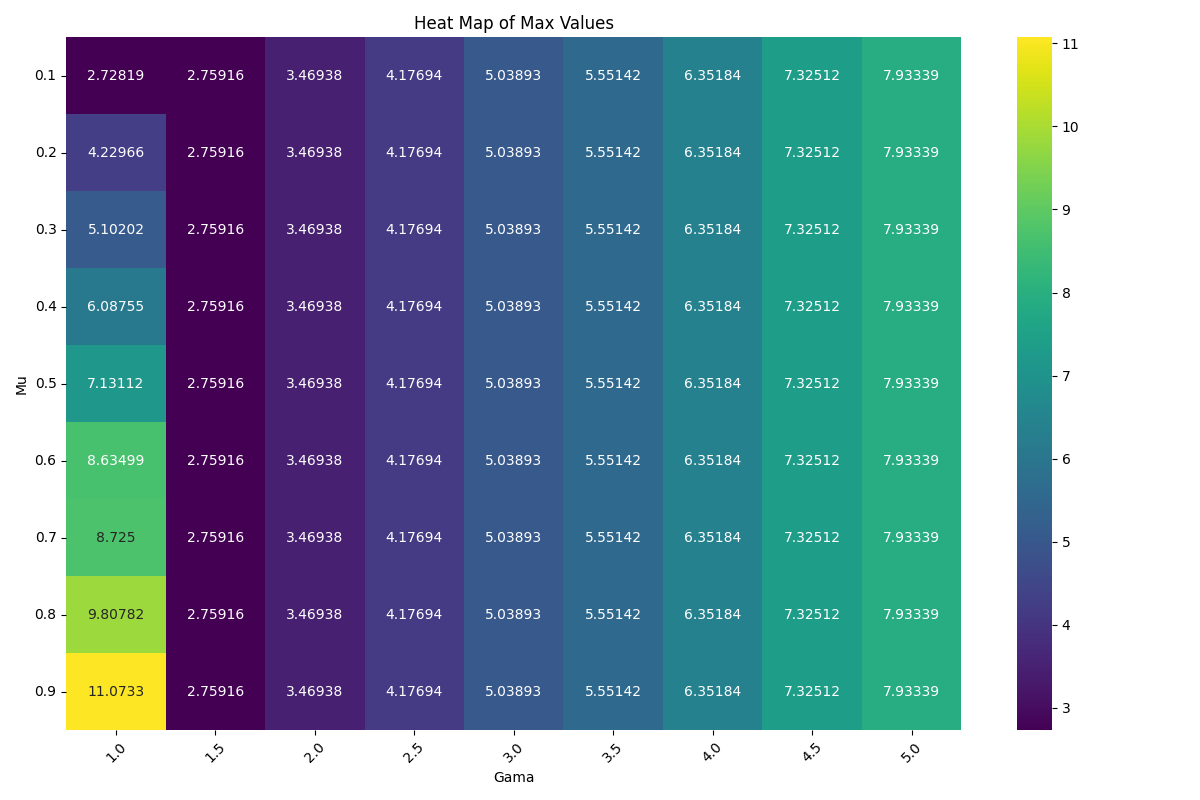 Heat Map of Max Values
0.1 2.72819 2.75916 3.46938 4.17694 5.03893 5.55142 6.35184 7.32512 7.93339
0.2 4.22966 2.75916 3.46938 4.17694 5.03893 5.55142 6.35184 7.32512 7.93339
0.3 5.10202 2.75916 3.46938 4.17694 5.03893 5.55142 6.35184 7.32512 7.93339
0.4 6.08755 2.75916 3.46938 4.17694 5.03893 5.55142 6.35184 7.32512 7.93339
0.5 7.13112 2.75916 3.46938 4.17694 5.03893 5.55142 6.35184 7.32512 7.93339
0.6 8.63499 2.75916 3.46938 4.17694 5.03893 5.55142 6.35184 7.32512 7.93339
0.7 8.725 2.75916 3.46938 4.17694 5.03893 5.55142 6.35184 7.32512 7.93339
0.8 9.80782 2.75916 3.46938 4.17694 5.03893 5.55142 6.35184 7.32512 7.93339
0.9 11.0733 2.75916 3.46938 4.17694 5.03893 5.55142 6.35184 7.32512 7.93339
Mu
1.0 1.5 2.0 2.5 3.0 3.5 4.0 4.5 5.0
Gama
11
10
9
8
7
6
5
4
3